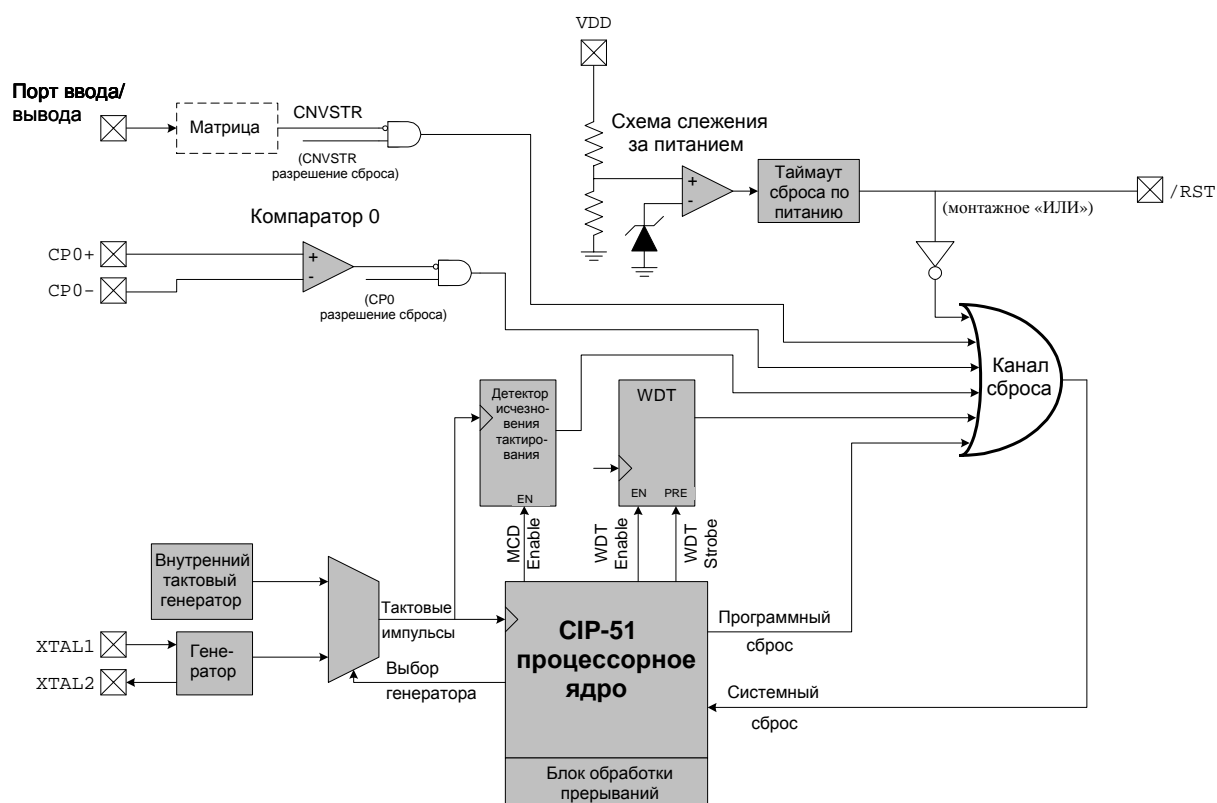 VDD
Порт ввода/
вывода
Матрица
CNVSTR
(CNVSTR
разрешение сброса)
Схема слежения
за питанием
+
-
Таймаут
сброса по
питанию
/RST
(монтажное «ИЛИ»)
Компаратор 0
CP0+
CP0-
+
-
(CP0
разрешение сброса)
Канал
сброса
Детектор
исчезно-
вения
тактиро-
вания
EN
WDT
EN PRE
MCD
Enable
WDT
Enable
WDT
Strobe
Внутренний
тактовый
генератор
XTAL1
XTAL2
Гене-
ратор
Тактовые
импульсы
Выбор
генератора
CIP-51
процессорное
ядро
Программный
сброс
Системный
сброс
Блок обработки
прерываний